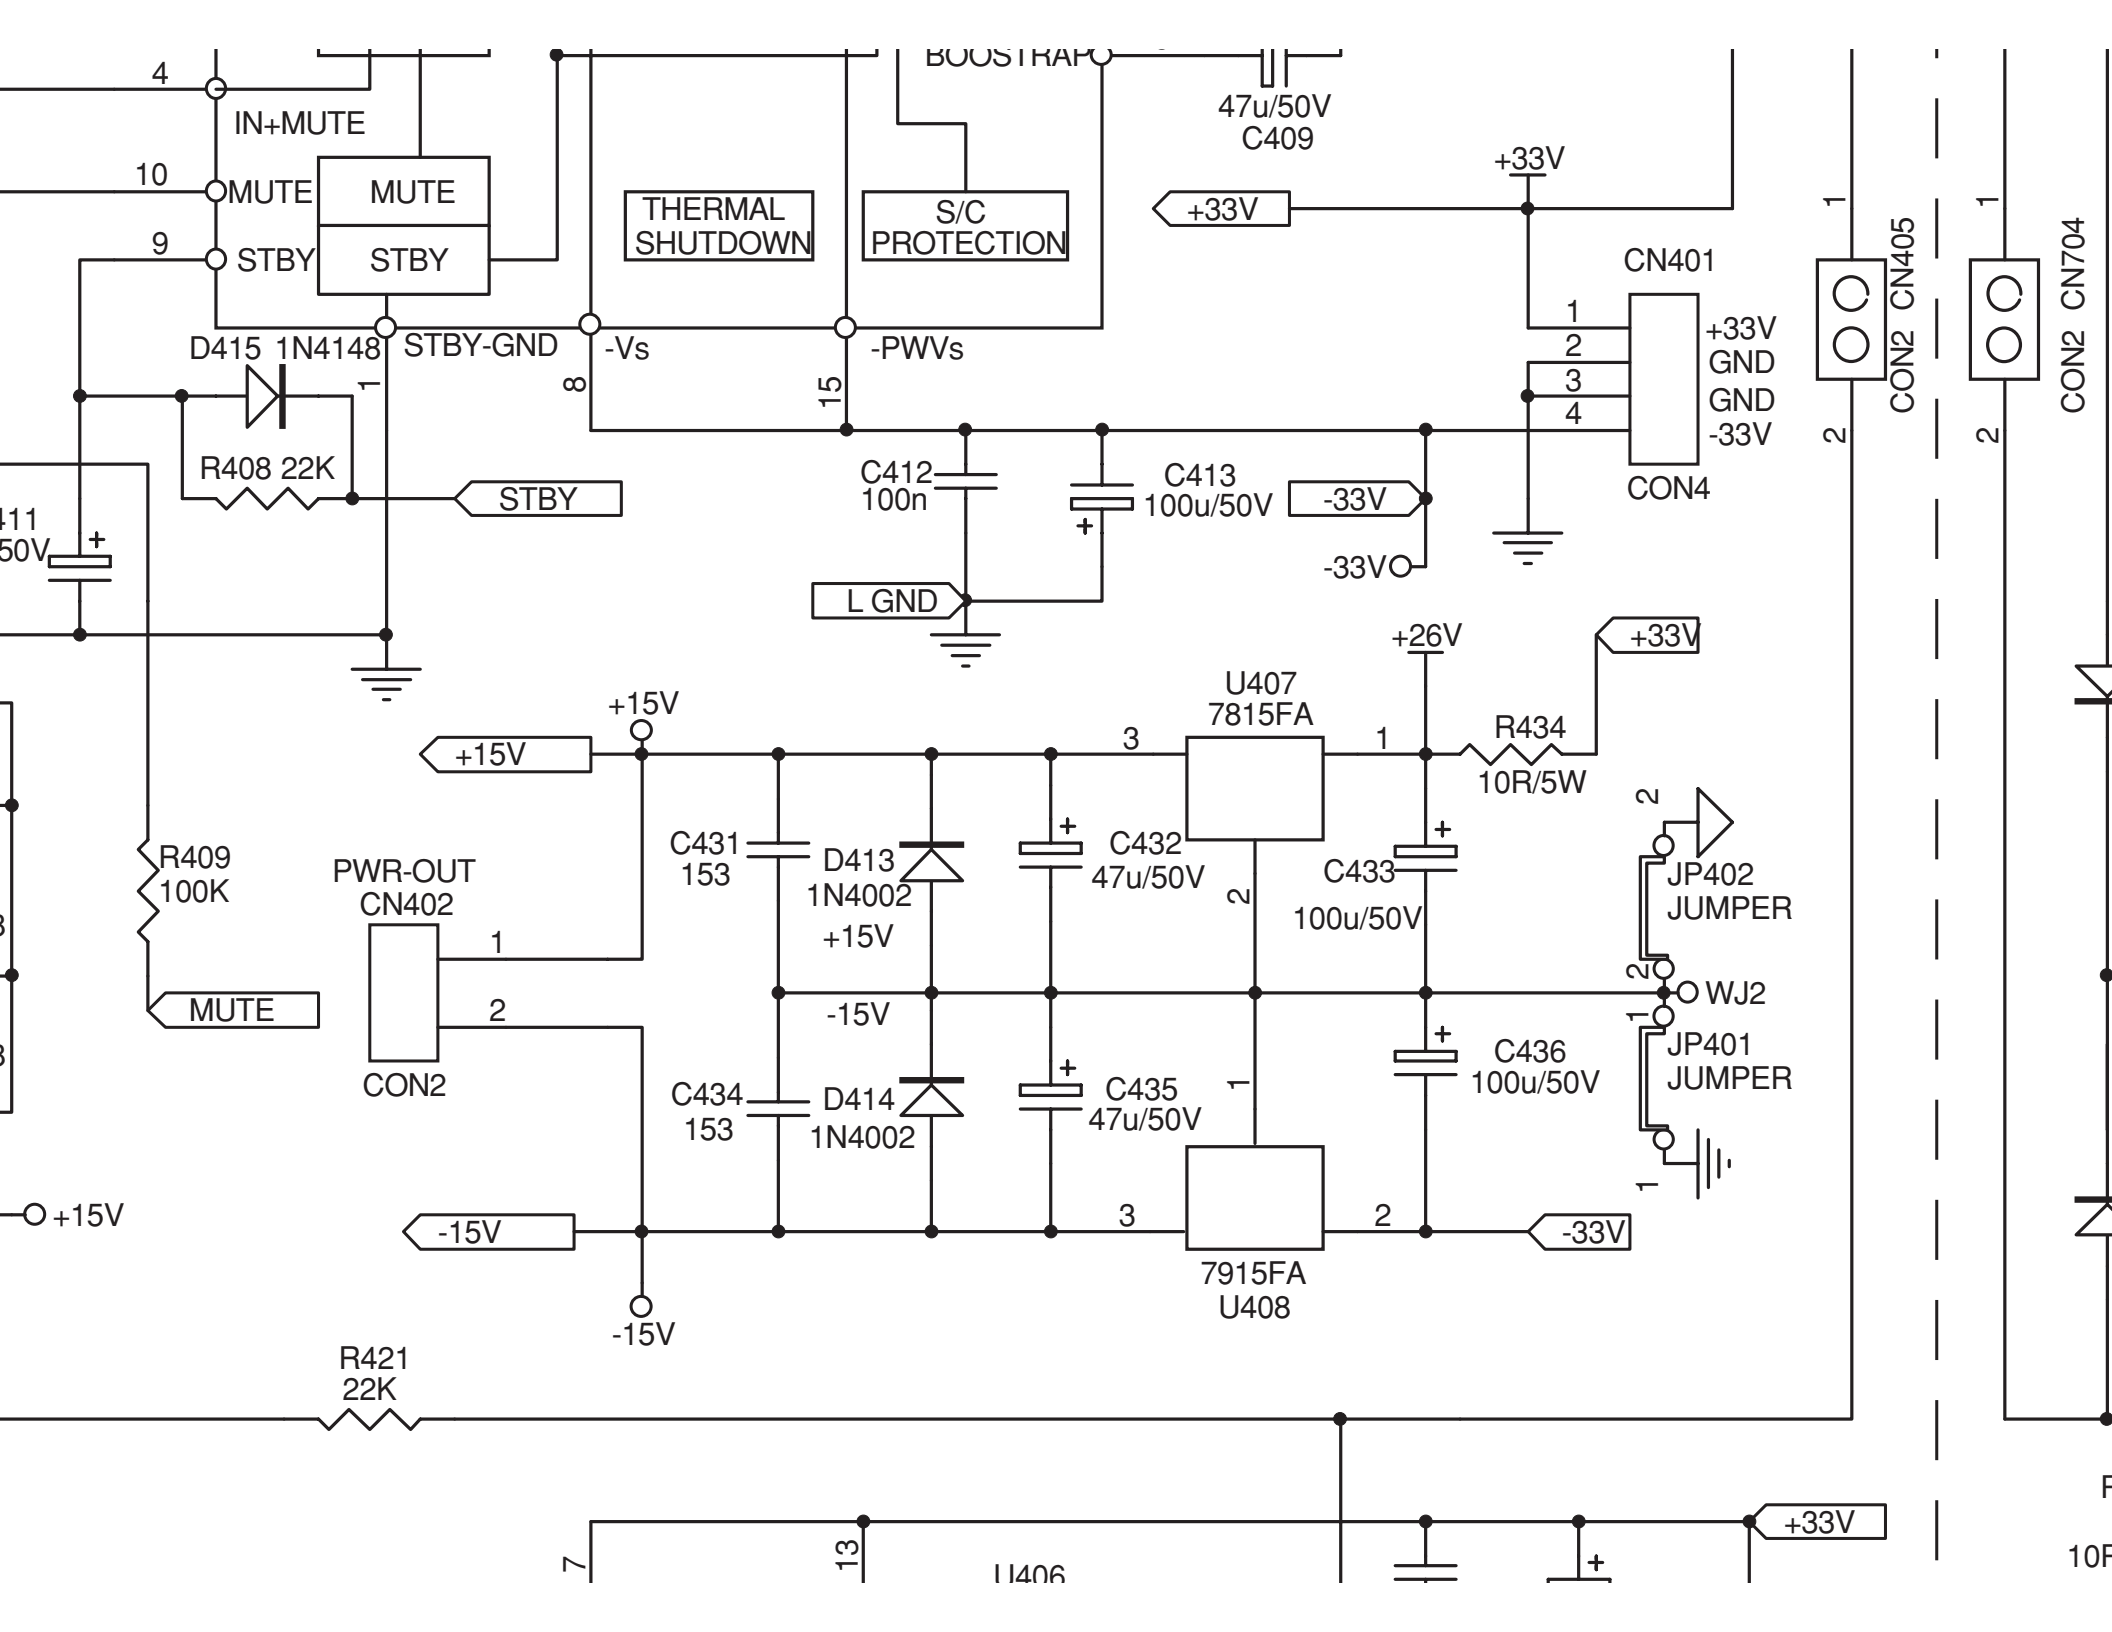 BOOSTRAP
4
IN+MUTE
47u/50V
C409
10
MUTE
MUTE
9
STBY
STBY
THERMAL
SHUTDOWN
S/C
PROTECTION
+33V
+33V
CN401
1
2
3
4
+33V
GND
GND
-33V
CON4
1
CON2 CN405
2
1
CON2 CN704
2
D415 1N4148
STBY-GND
-Vs
-PWVs
1
8
15
R408 22K
STBY
411
50V
C412
100n
C413
100u/50V
-33V
-33V
L GND
+26V
+33V
U407
7815FA
+15V
+15V
3
1
R434
10R/5W
R409
100K
MUTE
PWR-OUT
CN402
1
2
CON2
C431
153
D413
1N4002
+15V
C432
47u/50V
2
C433
100u/50V
2
JP402
JUMPER
2
WJ2
-15V
1
JP401
JUMPER
1
C434
153
D414
1N4002
C435
47u/50V
1
C436
100u/50V
+15V
-15V
3
2
-33V
7915FA
U408
-15V
R421
22K
7
13
U406
+33V
10R